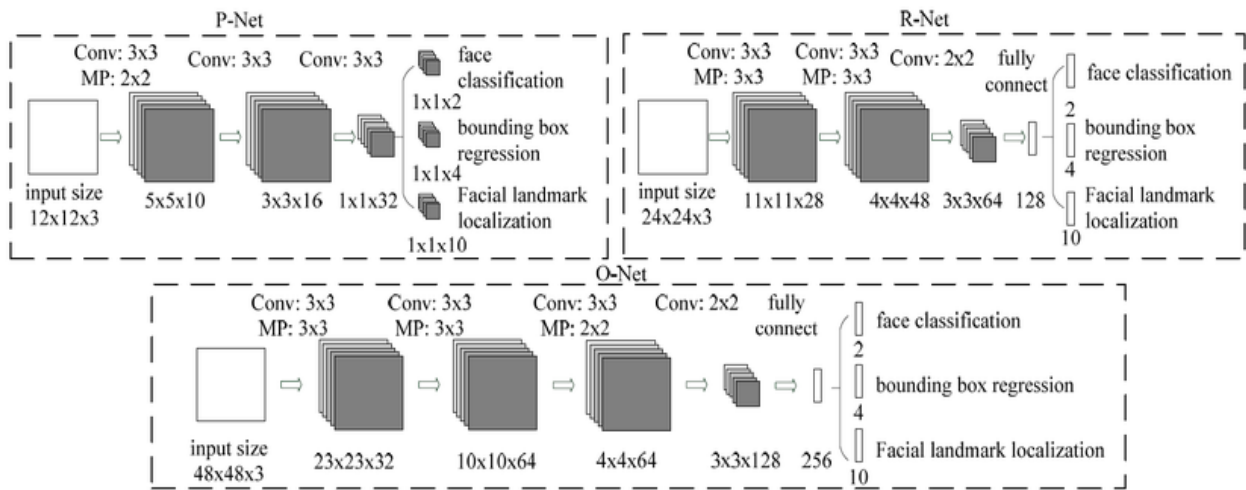 P-Net
Conv: 3x3
MP: 2x2
Conv: 3x3
Conv: 3x3
face
classification
1x1x2
bounding box
regression
1x1x4
Facial landmark
localization
1x1x10
input size
12x12x3
5x5x10
3x3x16
1x1x32
R-Net
Conv: 3x3
MP: 3x3
Conv: 3x3
MP: 3x3
Conv: 2x2
fully
connect
face classification
2
bounding box
regression
4
Facial landmark
localization
10
input size
24x24x3
11x11x28
4x4x48
3x3x64
128
O-Net
Conv: 3x3
MP: 3x3
Conv: 3x3
MP: 3x3
Conv: 3x3
MP: 2x2
Conv: 2x2
fully
connect
face classification
2
bounding box regression
4
Facial landmark localization
10
input size
48x48x3
23x23x32
10x10x64
4x4x64
3x3x128
256